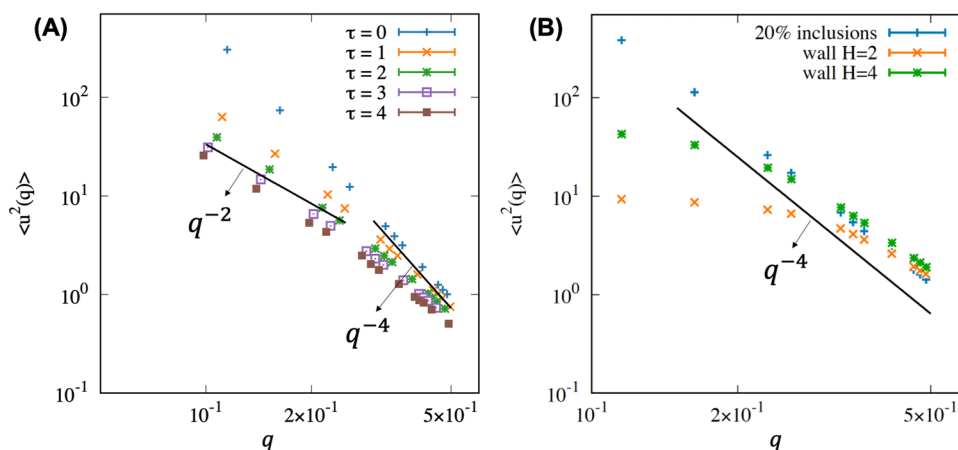 (A)
τ = 0
τ = 1
τ = 2
τ = 3
τ = 4
10²
10¹
10⁰
10⁻¹
<u²(q)>
q⁻²
q⁻⁴
10⁻¹
2×10⁻¹
5×10⁻¹
q
(B)
20% inclusions
wall H=2
wall H=4
10²
10¹
10⁰
10⁻¹
<u²(q)>
q⁻⁴
10⁻¹
2×10⁻¹
5×10⁻¹
q